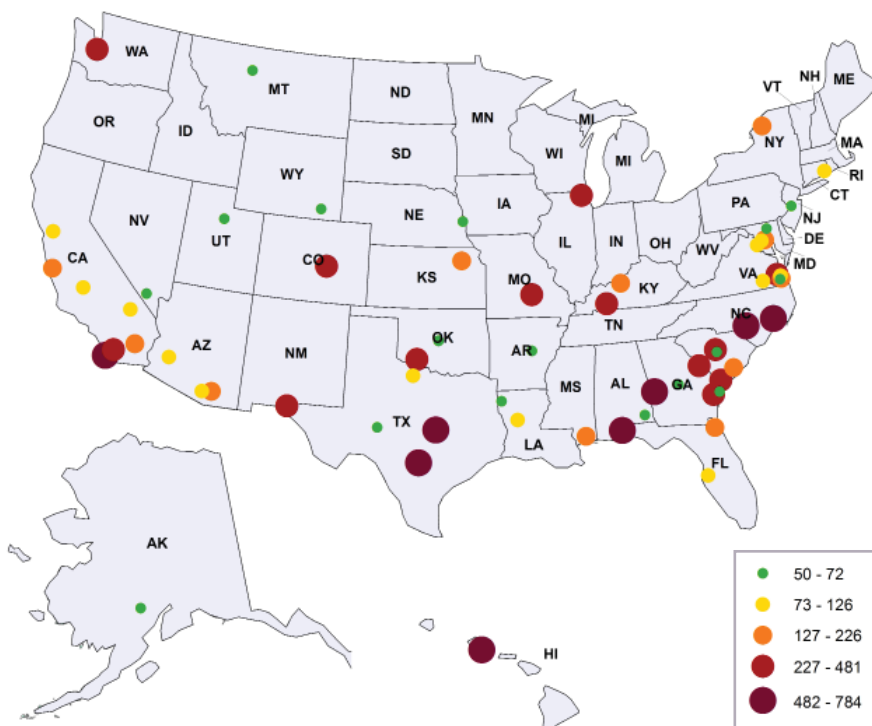 WA
MT
ND
MN
OR
ID
SD
WY
WI
MI
MI
VT
NH
ME
NY
MA
RI
CT
NV
UT
NE
IA
PA
NJ
IL
IN
OH
WV
DE
MD
CA
CO
KS
MO
KY
VA
AZ
NM
OK
AR
TN
NC
TX
LA
MS
AL
GA
FL
AK
HI
50 - 72
73 - 126
127 - 226
227 - 481
482 - 784